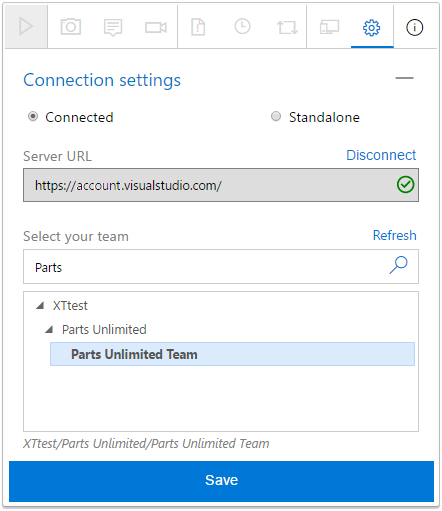 Connection settings
Connected Standalone
Server URL Disconnect
https://account.visualstudio.com/
Select your team Refresh
Parts
XTtest
Parts Unlimited
Parts Unlimited Team
XTtest/Parts Unlimited/Parts Unlimited Team
Save